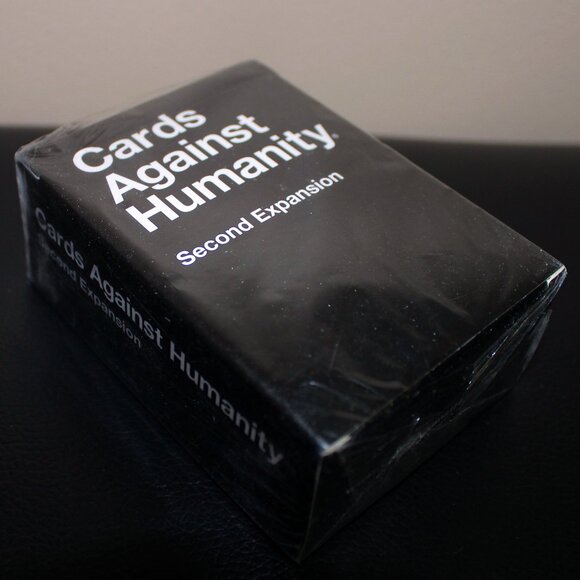 Cards
Against
Humanity®
Second Expansion
Cards Against Humanity
Second Expansion